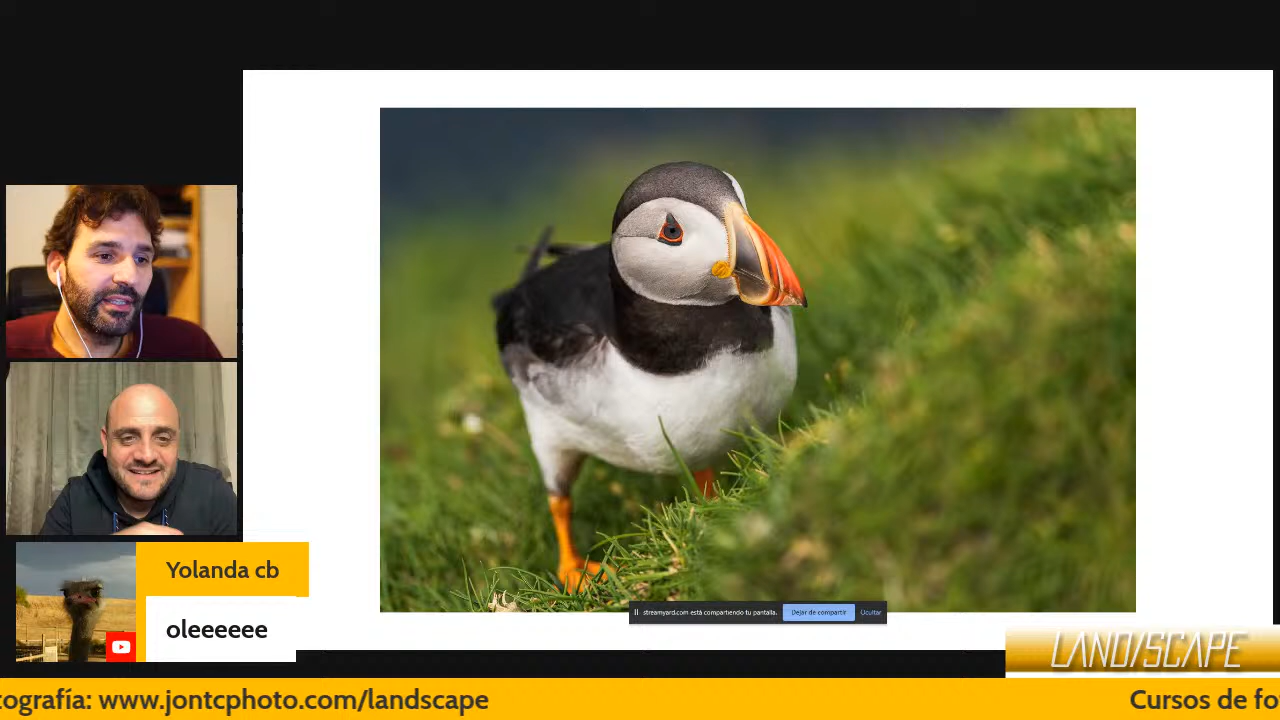 Yolanda cb
oleeeeee
streamyard.com está compartiendo tu pantalla.
Dejar de compartir
Ocultar
LAND/SCAPE
tografía: www.jontcphoto.com/landscape
Cursos de fo